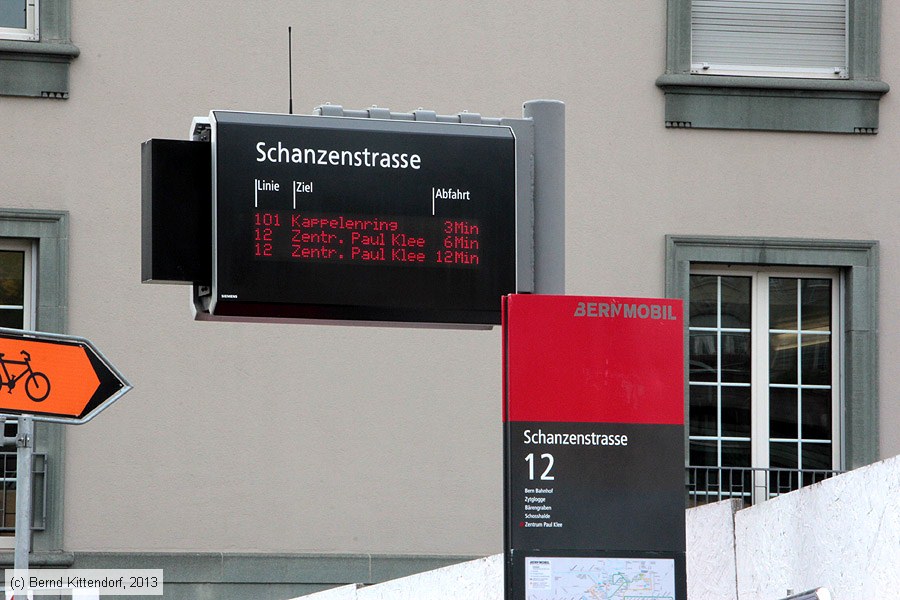 Schanzenstrasse
Linie Ziel Abfahrt
101 Kappelenring 3Min
12 Zentr. Paul Klee 6Min
12 Zentr. Paul Klee 12Min
SIEMENS
BERNMOBIL
Schanzenstrasse
12
Bern Bahnhof
Zytglogge
Bärengraben
Schosshalde
Zentrum Paul Klee
BERNMOBIL
(c) Bernd Kittendorf, 2013